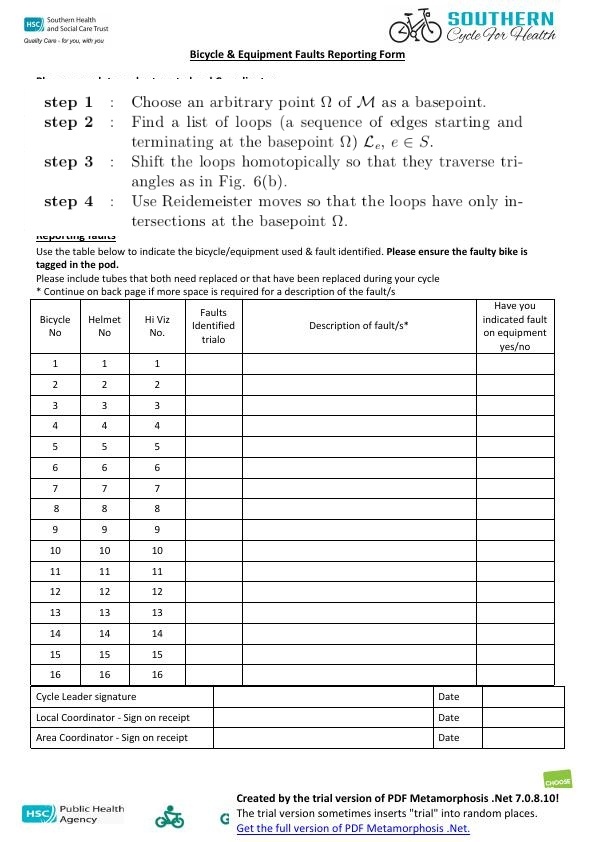 HSC Southern Health
and Social Care Trust
Quality Care - for you, with you
SOUTHERN
Cycle For Health
Bicycle & Equipment Faults Reporting Form
step 1 : Choose an arbitrary point Ω of ℳ as a basepoint.
step 2 : Find a list of loops (a sequence of edges starting and
terminating at the basepoint Ω) ℒₑ, e ∈ S.
step 3 : Shift the loops homotopically so that they traverse tri-
angles as in Fig. 6(b).
step 4 : Use Reidemeister moves so that the loops have only in-
tersections at the basepoint Ω.
Reporting faults
Use the table below to indicate the bicycle/equipment used & fault identified. Please ensure the faulty bike is
tagged in the pod.
Please include tubes that both need replaced or that have been replaced during your cycle
* Continue on back page if more space is required for a description of the fault/s
Bicycle No Helmet No Hi Viz No. Faults Identified trialo Description of fault/s* Have you indicated fault on equipment yes/no
1 1 1
2 2 2
3 3 3
4 4 4
5 5 5
6 6 6
7 7 7
8 8 8
9 9 9
10 10 10
11 11 11
12 12 12
13 13 13
14 14 14
15 15 15
16 16 16
Cycle Leader signature Date
Local Coordinator - Sign on receipt Date
Area Coordinator - Sign on receipt Date
CHOOSE
HSC Public Health
Agency
Created by the trial version of PDF Metamorphosis .Net 7.0.8.10!
The trial version sometimes inserts "trial" into random places.
Get the full version of PDF Metamorphosis .Net.